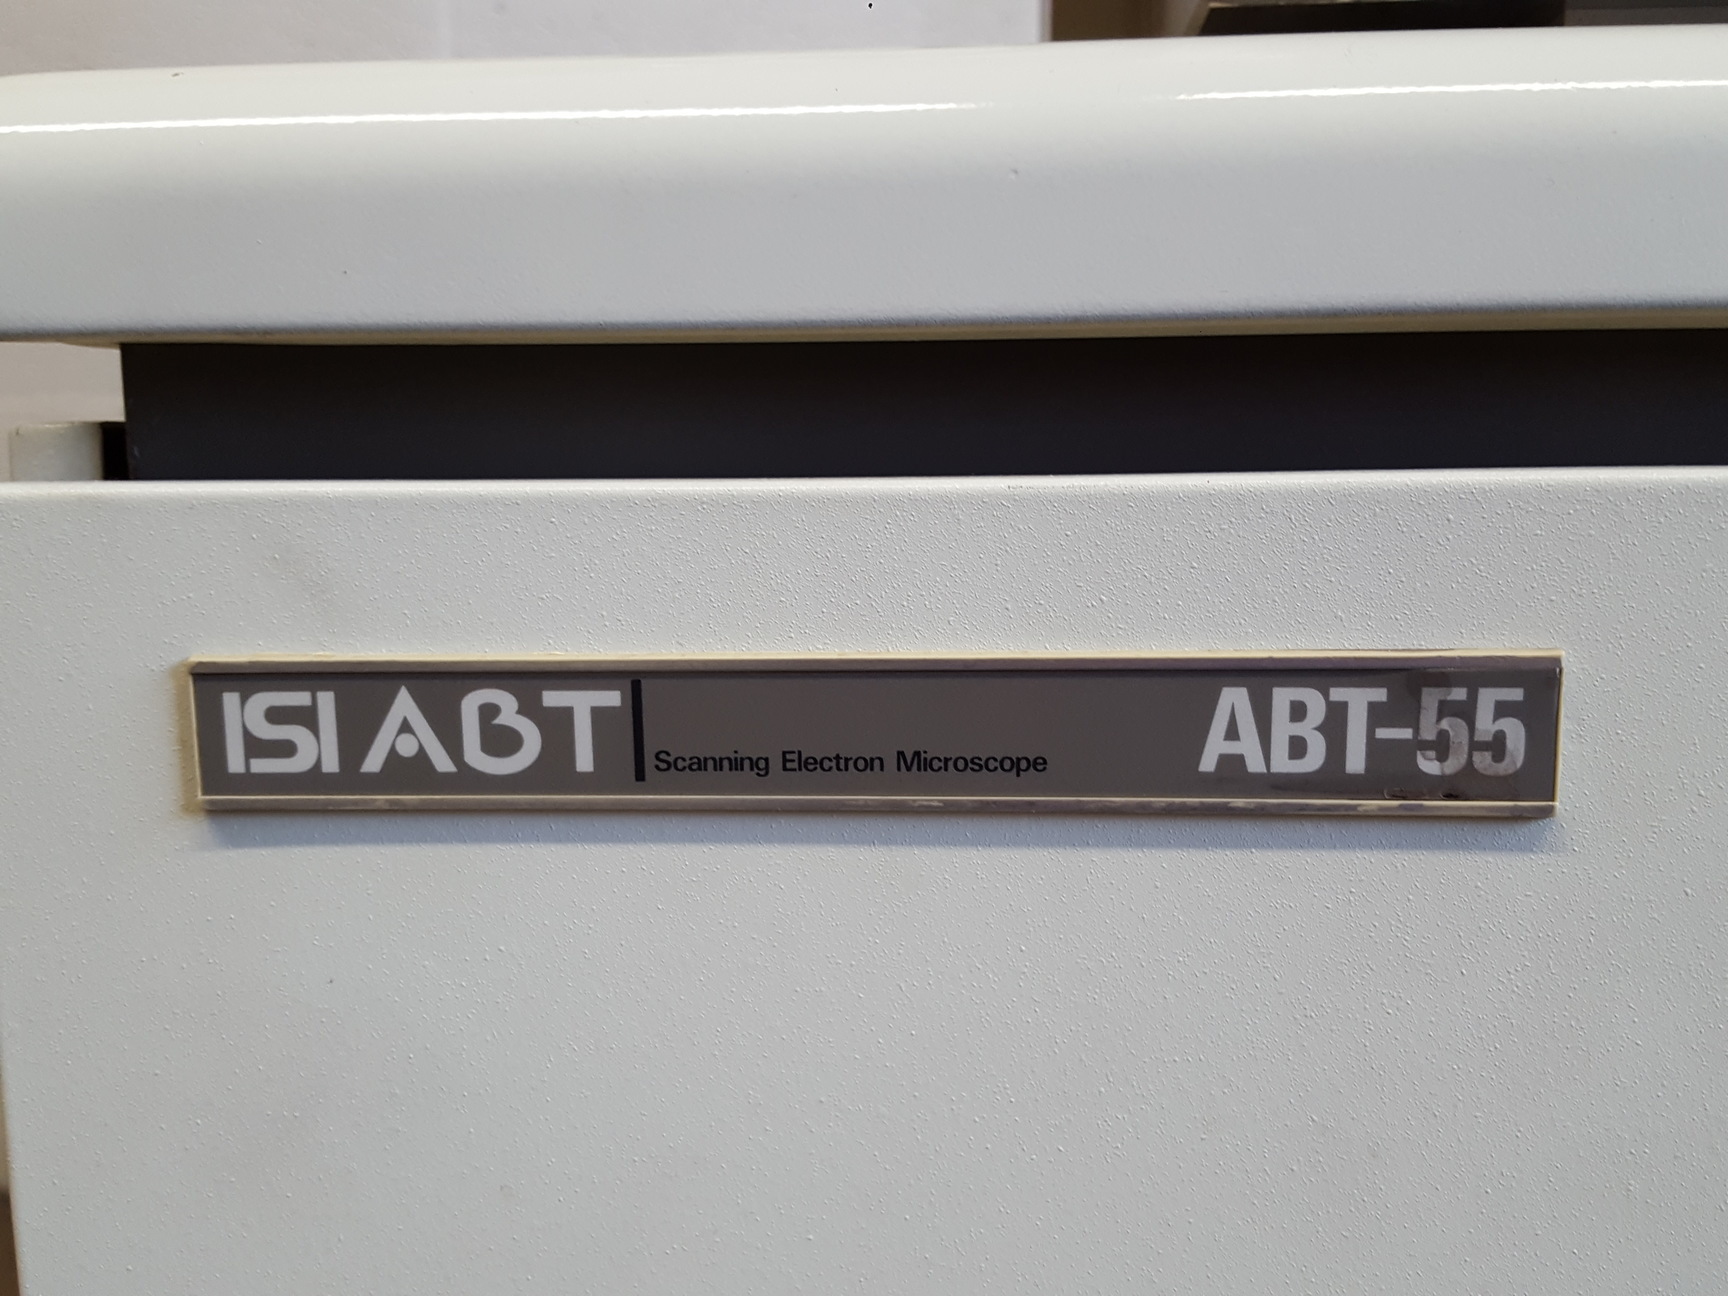 ISI ABT Scanning Electron Microscope ABT-55